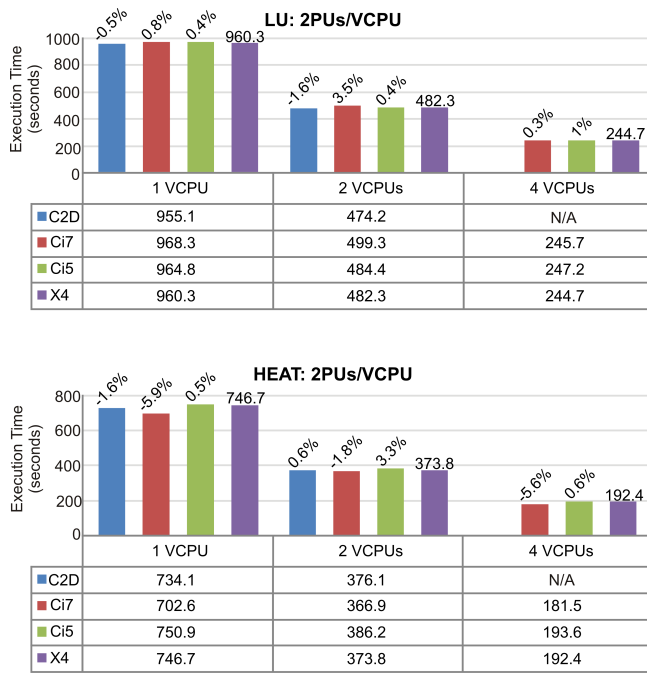 LU: 2PUs/VCPU
-0.5% 0.8% 0.4% 960.3
-1.6% 3.5% 0.4% 482.3
0.3% 1% 244.7
Execution Time
(seconds)
1000
800
600
400
200
0
1 VCPU 2 VCPUs 4 VCPUs
C2D 955.1 474.2 N/A
Ci7 968.3 499.3 245.7
Ci5 964.8 484.4 247.2
X4 960.3 482.3 244.7
HEAT: 2PUs/VCPU
-1.6% -5.9% 0.5% 746.7
0.6% -1.8% 3.3% 373.8
-5.6% 0.6% 192.4
Execution Time
(seconds)
800
600
400
200
0
1 VCPU 2 VCPUs 4 VCPUs
C2D 734.1 376.1 N/A
Ci7 702.6 366.9 181.5
Ci5 750.9 386.2 193.6
X4 746.7 373.8 192.4